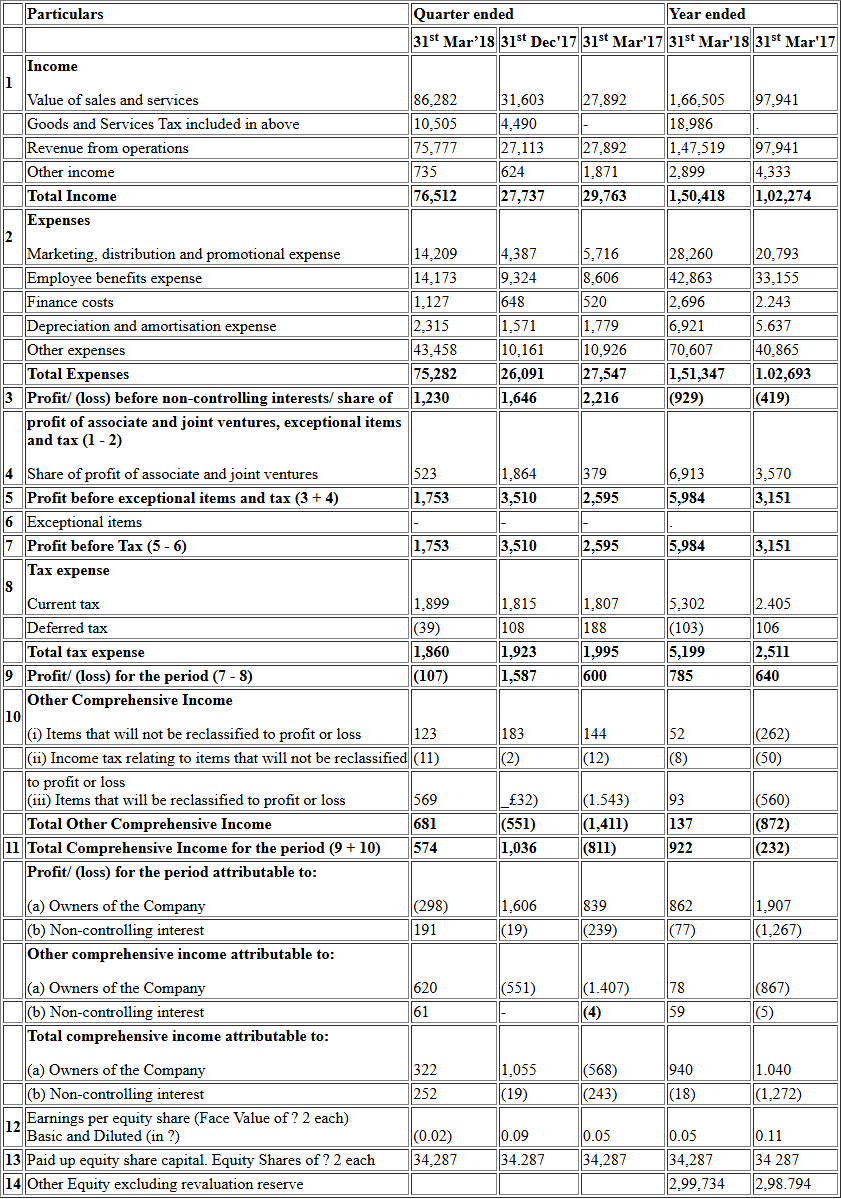 Particulars Quarter ended Year ended
31st Mar’18 31st Dec'17 31st Mar'17 31st Mar'18 31st Mar'17
Income
1
Value of sales and services 86,282 31,603 27,892 1,66,505 97,941
Goods and Services Tax included in above 10,505 4,490 - 18,986 .
Revenue from operations 75,777 27,113 27,892 1,47,519 97,941
Other income 735 624 1,871 2,899 4,333
Total Income 76,512 27,737 29,763 1,50,418 1,02,274
Expenses
2
Marketing, distribution and promotional expense 14,209 4,387 5,716 28,260 20,793
Employee benefits expense 14,173 9,324 8,606 42,863 33,155
Finance costs 1,127 648 520 2,696 2.243
Depreciation and amortisation expense 2,315 1,571 1,779 6,921 5.637
Other expenses 43,458 10,161 10,926 70,607 40,865
Total Expenses 75,282 26,091 27,547 1,51,347 1.02,693
3 Profit/ (loss) before non-controlling interests/ share of 1,230 1,646 2,216 (929) (419)
profit of associate and joint ventures, exceptional items
and tax (1 - 2)
4 Share of profit of associate and joint ventures 523 1,864 379 6,913 3,570
5 Profit before exceptional items and tax (3 + 4) 1,753 3,510 2,595 5,984 3,151
6 Exceptional items - - - .
7 Profit before Tax (5 - 6) 1,753 3,510 2,595 5,984 3,151
Tax expense
8
Current tax 1,899 1,815 1,807 5,302 2.405
Deferred tax (39) 108 188 (103) 106
Total tax expense 1,860 1,923 1,995 5,199 2,511
9 Profit/ (loss) for the period (7 - 8) (107) 1,587 600 785 640
Other Comprehensive Income
10
(i) Items that will not be reclassified to profit or loss 123 183 144 52 (262)
(ii) Income tax relating to items that will not be reclassified (11) (2) (12) (8) (50)
to profit or loss
(iii) Items that will be reclassified to profit or loss 569 _£32) (1.543) 93 (560)
Total Other Comprehensive Income 681 (551) (1,411) 137 (872)
11 Total Comprehensive Income for the period (9 + 10) 574 1,036 (811) 922 (232)
Profit/ (loss) for the period attributable to:
(a) Owners of the Company (298) 1,606 839 862 1,907
(b) Non-controlling interest 191 (19) (239) (77) (1,267)
Other comprehensive income attributable to:
(a) Owners of the Company 620 (551) (1.407) 78 (867)
(b) Non-controlling interest 61 - (4) 59 (5)
Total comprehensive income attributable to:
(a) Owners of the Company 322 1,055 (568) 940 1.040
(b) Non-controlling interest 252 (19) (243) (18) (1,272)
Earnings per equity share (Face Value of ? 2 each)
12
Basic and Diluted (in ?) (0.02) 0.09 0.05 0.05 0.11
13 Paid up equity share capital. Equity Shares of ? 2 each 34,287 34.287 34,287 34,287 34 287
14 Other Equity excluding revaluation reserve 2,99,734 2,98.794